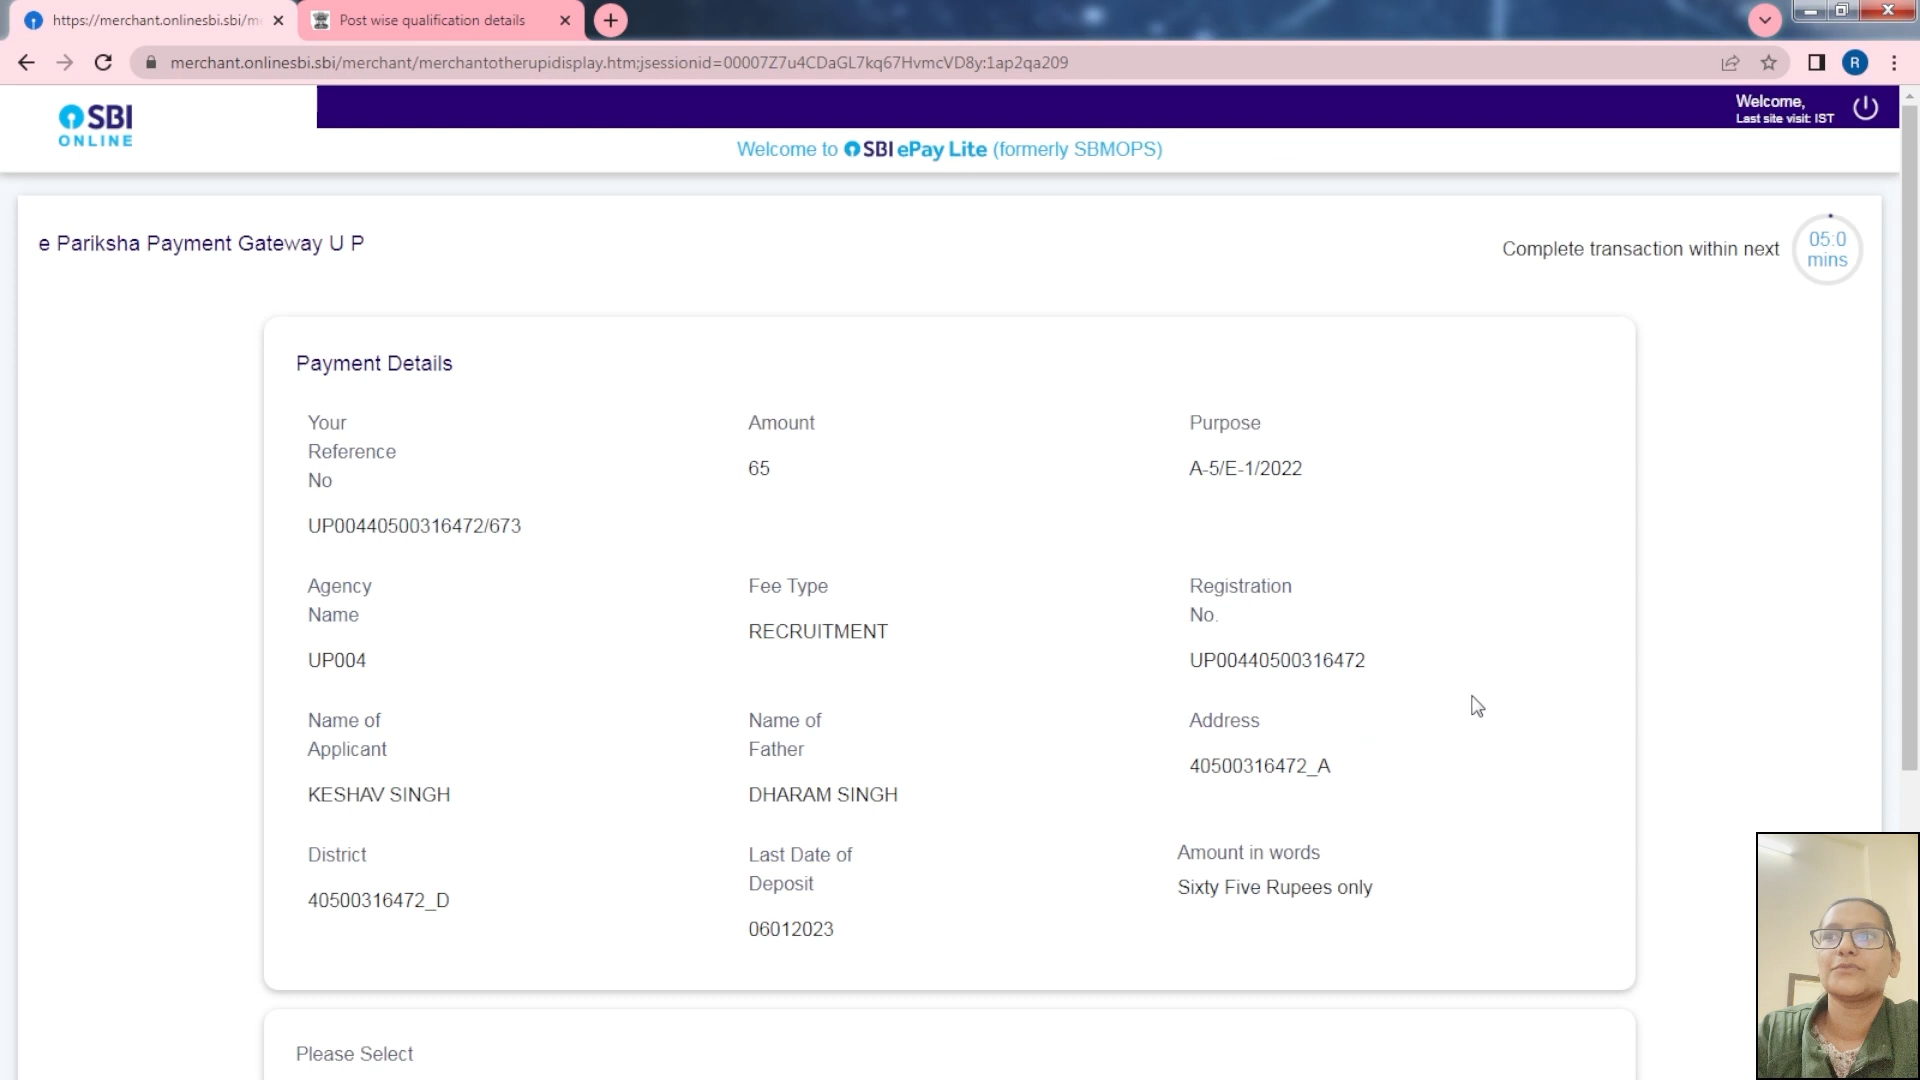 https://merchant.onlinesbi.sbi/me
Post wise qualification details
merchant.onlinesbi.sbi/merchant/merchantotherupidisplay.htm;jsessionid=00007Z7u4CDaGL7kq67HvmcVD8y:1ap2qa209
R
SBI
ONLINE
Welcome,
Last site visit: IST
Welcome to SBI ePay Lite (formerly SBMOPS)
e Pariksha Payment Gateway U P
Complete transaction within next
05:0
mins
Payment Details
Your
Reference
No
UP00440500316472/673
Amount
65
Purpose
A-5/E-1/2022
Agency
Name
UP004
Fee Type
RECRUITMENT
Registration
No.
UP00440500316472
Name of
Applicant
KESHAV SINGH
Name of
Father
DHARAM SINGH
Address
40500316472_A
District
40500316472_D
Last Date of
Deposit
06012023
Amount in words
Sixty Five Rupees only
Please Select